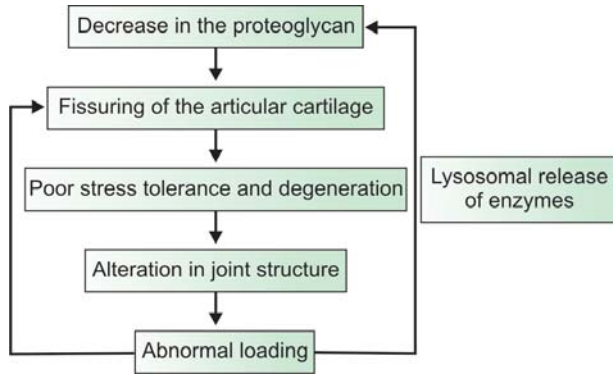 Decrease in the proteoglycan
Fissuring of the articular cartilage
Poor stress tolerance and degeneration
Lysosomal release
of enzymes
Alteration in joint structure
Abnormal loading